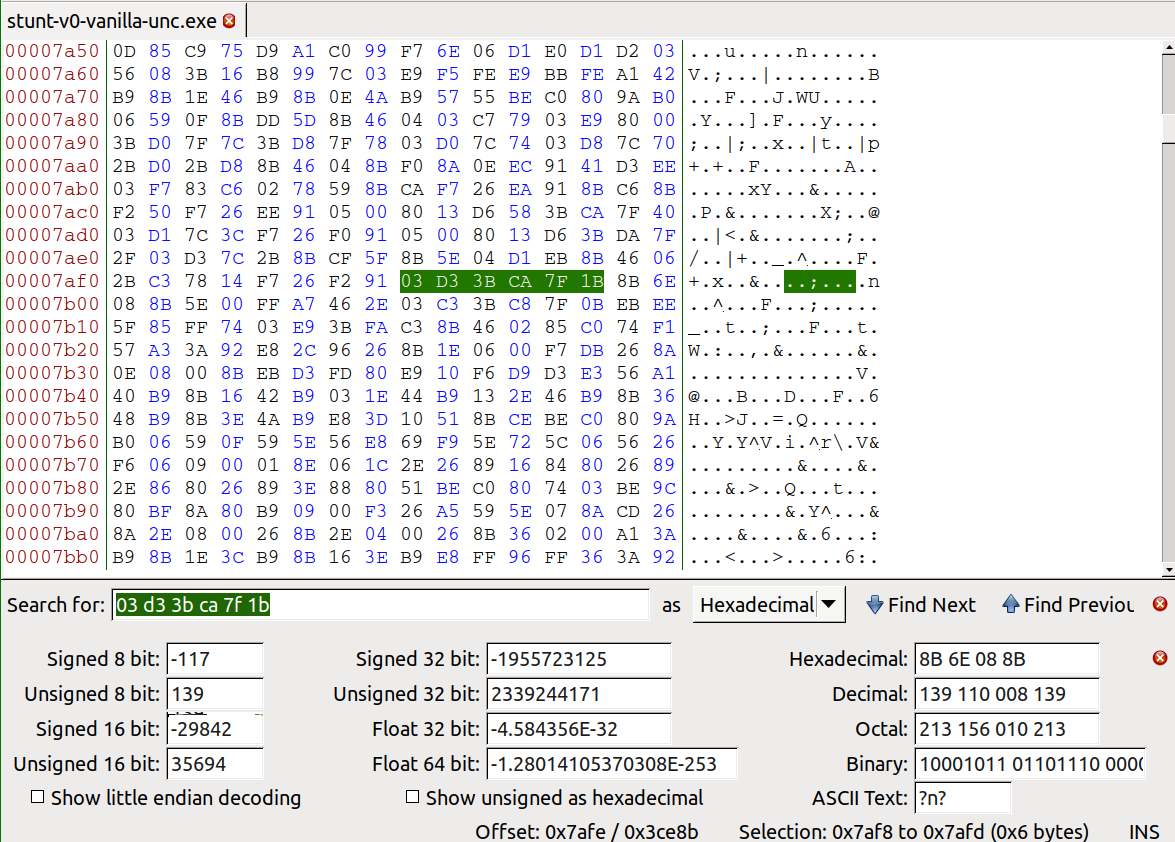 stunt-v0-vanilla-unc.exe
00007a50 0D 85 C9 75 D9 A1 C0 99 F7 6E 06 D1 E0 D1 D2 03 ...u.....n......
00007a60 56 08 3B 16 B8 99 7C 03 E9 F5 FE E9 BB FE A1 42 V.;...|........B
00007a70 B9 8B 1E 46 B9 8B 0E 4A B9 57 55 BE C0 80 9A B0 ...F...J.WU.....
00007a80 06 59 0F 8B DD 5D 8B 46 04 03 C7 79 03 E9 80 00 .Y...].F...y....
00007a90 3B D0 7F 7C 3B D8 7F 78 03 D0 7C 74 03 D8 7C 70 ;..|;..x..|t..|p
00007aa0 2B D0 2B D8 8B 46 04 8B F0 8A 0E EC 91 41 D3 EE +.+..F.......A..
00007ab0 03 F7 83 C6 02 78 59 8B CA F7 26 EA 91 8B C6 8B .....xY...&.....
00007ac0 F2 50 F7 26 EE 91 05 00 80 13 D6 58 3B CA 7F 40 .P.&.......X;..@
00007ad0 03 D1 7C 3C F7 26 F0 91 05 00 80 13 D6 3B DA 7F ..|<.&.......;..
00007ae0 2F 03 D3 7C 2B 8B CF 5F 8B 5E 04 D1 EB 8B 46 06 /..|+.._.^....F.
00007af0 2B C3 78 14 F7 26 F2 91 03 D3 3B CA 7F 1B 8B 6E +.x..&....;....n
00007b00 08 8B 5E 00 FF A7 46 2E 03 C3 3B C8 7F 0B EB EE ..^...F...;.....
00007b10 5F 85 FF 74 03 E9 3B FA C3 8B 46 02 85 C0 74 F1 _..t..;...F...t.
00007b20 57 A3 3A 92 E8 2C 96 26 8B 1E 06 00 F7 DB 26 8A W.:..,.&......&.
00007b30 0E 08 00 8B EB D3 FD 80 E9 10 F6 D9 D3 E3 56 A1 ..............V.
00007b40 40 B9 8B 16 42 B9 03 1E 44 B9 13 2E 46 B9 8B 36 @...B...D...F..6
00007b50 48 B9 8B 3E 4A B9 E8 3D 10 51 8B CE BE C0 80 9A H..>J..=.Q......
00007b60 B0 06 59 0F 59 5E 56 E8 69 F9 5E 72 5C 06 56 26 ..Y.Y^V.i.^r\.V&
00007b70 F6 06 09 00 01 8E 06 1C 2E 26 89 16 84 80 26 89 .........&....&.
00007b80 2E 86 80 26 89 3E 88 80 51 BE C0 80 74 03 BE 9C ...&.>..Q...t...
00007b90 80 BF 8A 80 B9 09 00 F3 26 A5 59 5E 07 8A CD 26 ........&.Y^...&
00007ba0 8A 2E 08 00 26 8B 2E 04 00 26 8B 36 02 00 A1 3A ....&....&.6...:
00007bb0 B9 8B 1E 3C B9 8B 16 3E B9 E8 FF 96 FF 36 3A 92 ...<...>.....6:.
Search for: 03 d3 3b ca 7f 1b as Hexadecimal Find Next Find Previou
Signed 8 bit: -117 Signed 32 bit: -1955723125 Hexadecimal: 8B 6E 08 8B
Unsigned 8 bit: 139 Unsigned 32 bit: 2339244171 Decimal: 139 110 008 139
Signed 16 bit: -29842 Float 32 bit: -4.584356E-32 Octal: 213 156 010 213
Unsigned 16 bit: 35694 Float 64 bit: -1.28014105370308E-253 Binary: 10001011 01101110 0000
Show little endian decoding Show unsigned as hexadecimal ASCII Text: ?n?
Offset: 0x7afe / 0x3ce8b Selection: 0x7af8 to 0x7afd (0x6 bytes) INS